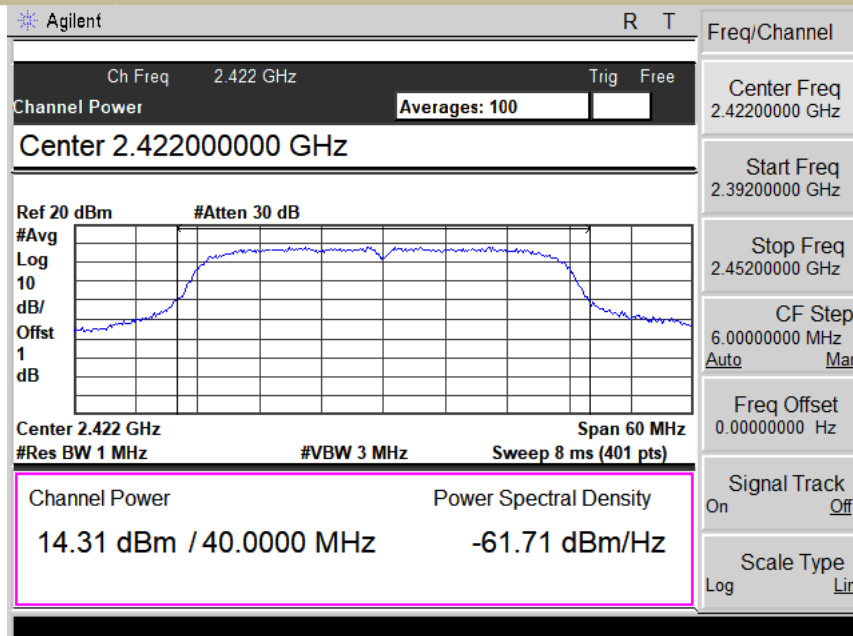 Agilent R T
Ch Freq 2.422 GHz Trig Free
Channel Power Averages: 100
Center 2.422000000 GHz
Ref 20 dBm #Atten 30 dB
#Avg
Log
10
dB/
Offst
1
dB
Center 2.422 GHz Span 60 MHz
#Res BW 1 MHz #VBW 3 MHz Sweep 8 ms (401 pts)
Channel Power Power Spectral Density
14.31 dBm / 40.0000 MHz -61.71 dBm/Hz
Freq/Channel
Center Freq
2.42200000 GHz
Start Freq
2.39200000 GHz
Stop Freq
2.45200000 GHz
CF Step
6.00000000 MHz
Auto Man
Freq Offset
0.00000000 Hz
Signal Track
On Off
Scale Type
Log Lin